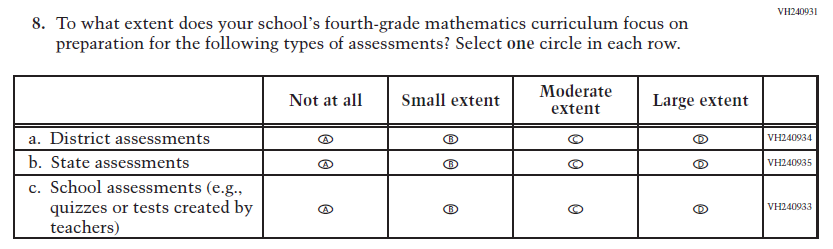 VH240931
8. To what extent does your school's fourth-grade mathematics curriculum focus on
preparation for the following types of assessments? Select one circle in each row.
Not at all Small extent Moderate extent Large extent
a. District assessments A B C D VH240934
b. State assessments A B C D VH240935
c. School assessments (e.g.,
quizzes or tests created by
teachers) A B C D VH240933